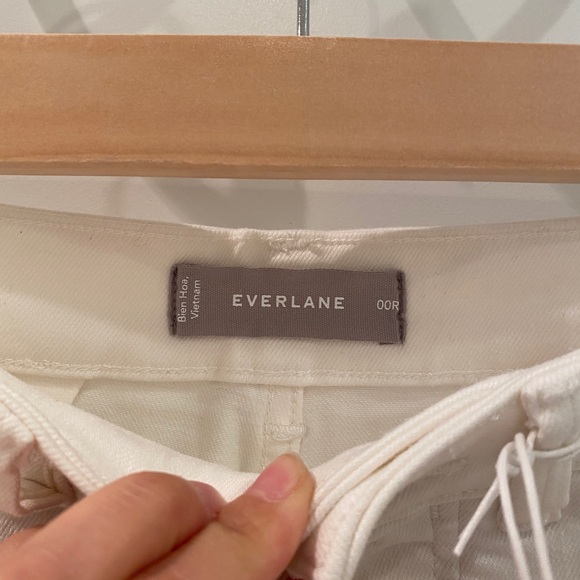 Bien Hoa,
Vietnam
EVERLANE
00R